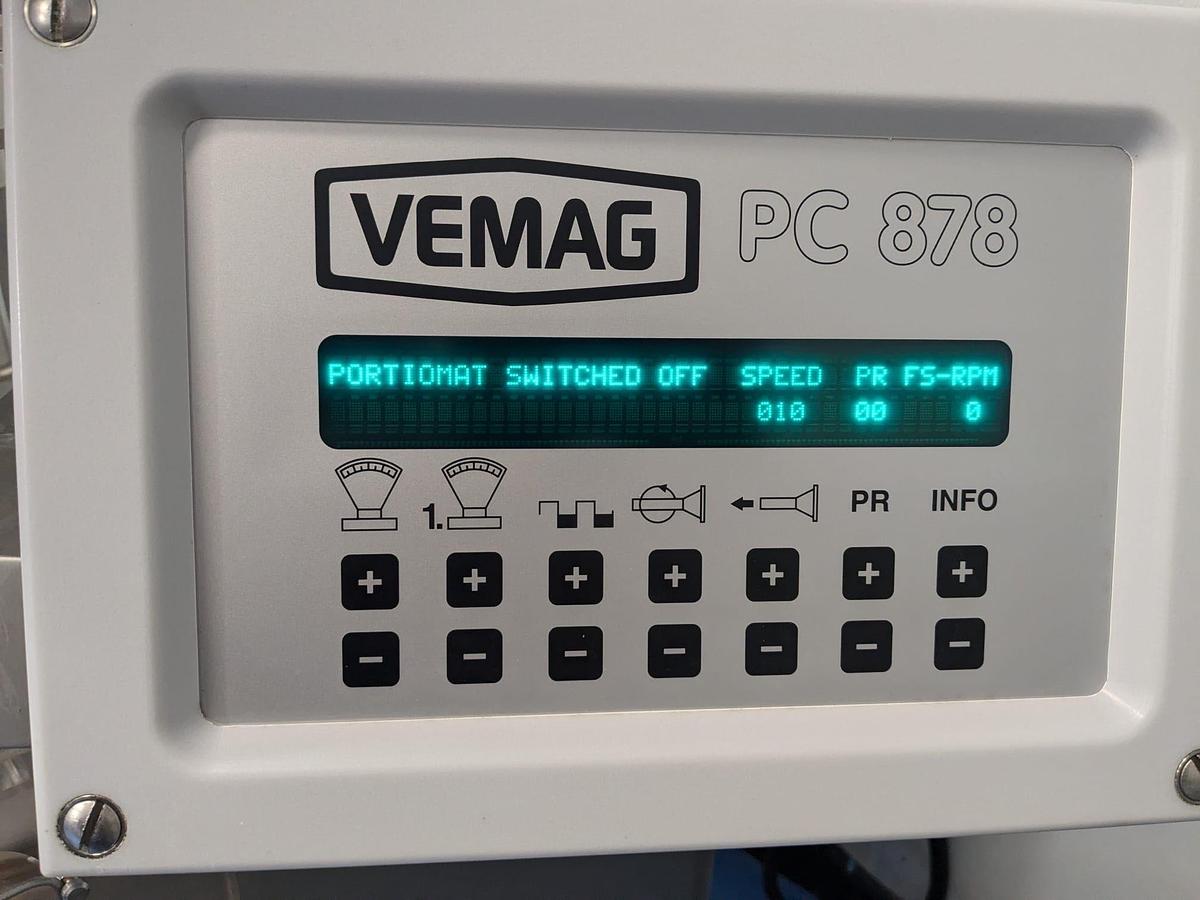 VEMAG PC 878
PORTIOMAT SWITCHED OFF SPEED PR FS-RPM
010 00 0
1. PR INFO
+ + + + + + +
- - - - - - -